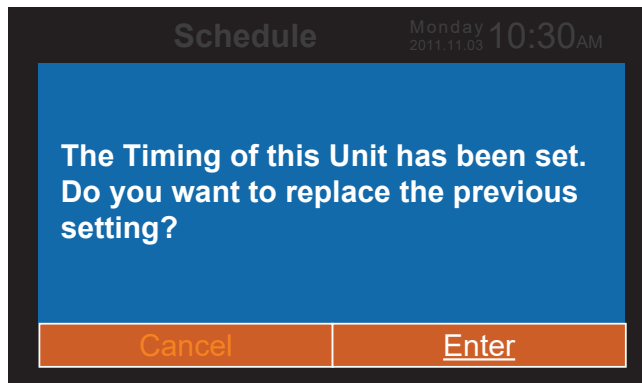 Schedule
Monday
2011.11.03 10:30AM
The Timing of this Unit has been set.
Do you want to replace the previous
setting?
Cancel
Enter